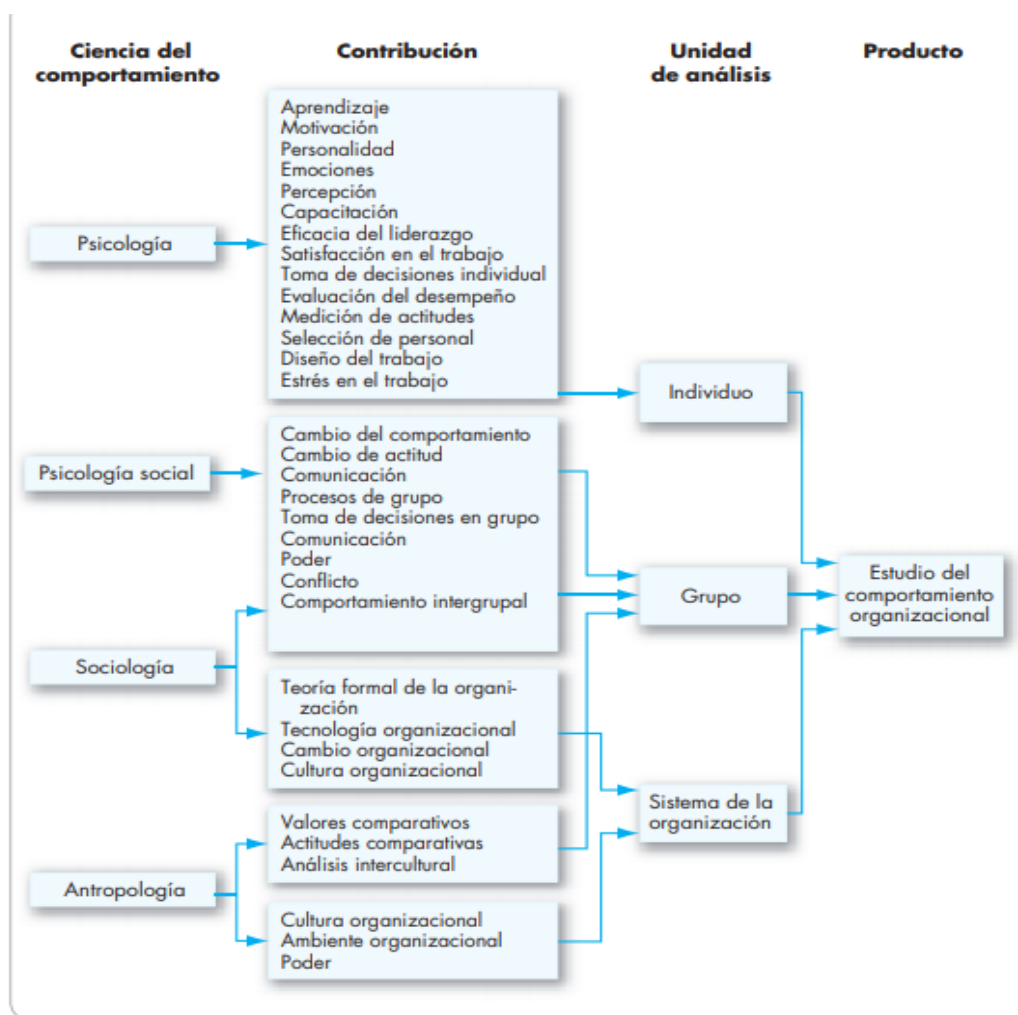 Ciencia del
comportamiento
Contribución
Unidad
de análisis
Producto
Psicología
Aprendizaje
Motivación
Personalidad
Emociones
Percepción
Capacitación
Eficacia del liderazgo
Satisfacción en el trabajo
Toma de decisiones individual
Evaluación del desempeño
Medición de actitudes
Selección de personal
Diseño del trabajo
Estrés en el trabajo
Individuo
Psicología social
Cambio del comportamiento
Cambio de actitud
Comunicación
Procesos de grupo
Toma de decisiones en grupo
Comunicación
Poder
Conflicto
Comportamiento intergrupal
Grupo
Estudio del
comportamiento
organizacional
Sociología
Teoría formal de la organi-
zación
Tecnología organizacional
Cambio organizacional
Cultura organizacional
Sistema de la
organización
Valores comparativos
Actitudes comparativas
Análisis intercultural
Antropología
Cultura organizacional
Ambiente organizacional
Poder